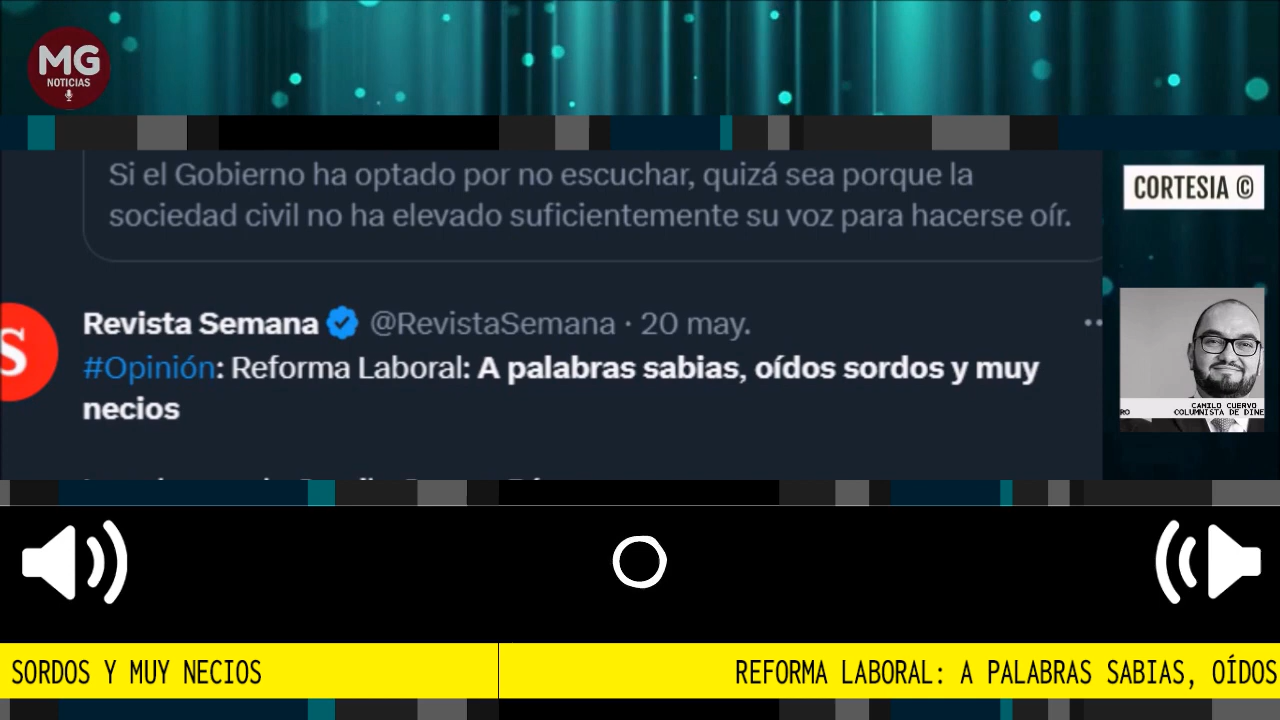 MG
NOTICIAS
Si el Gobierno ha optado por no escuchar, quizá sea porque la
sociedad civil no ha elevado suficientemente su voz para hacerse oír.
CORTESIA ©
S
Revista Semana @RevistaSemana · 20 may.
#Opinión: Reforma Laboral: A palabras sabias, oídos sordos y muy
necios
CAMILO CUERVO
RO COLUMNISTA DE DINE
SORDOS Y MUY NECIOS
REFORMA LABORAL: A PALABRAS SABIAS, OÍDOS